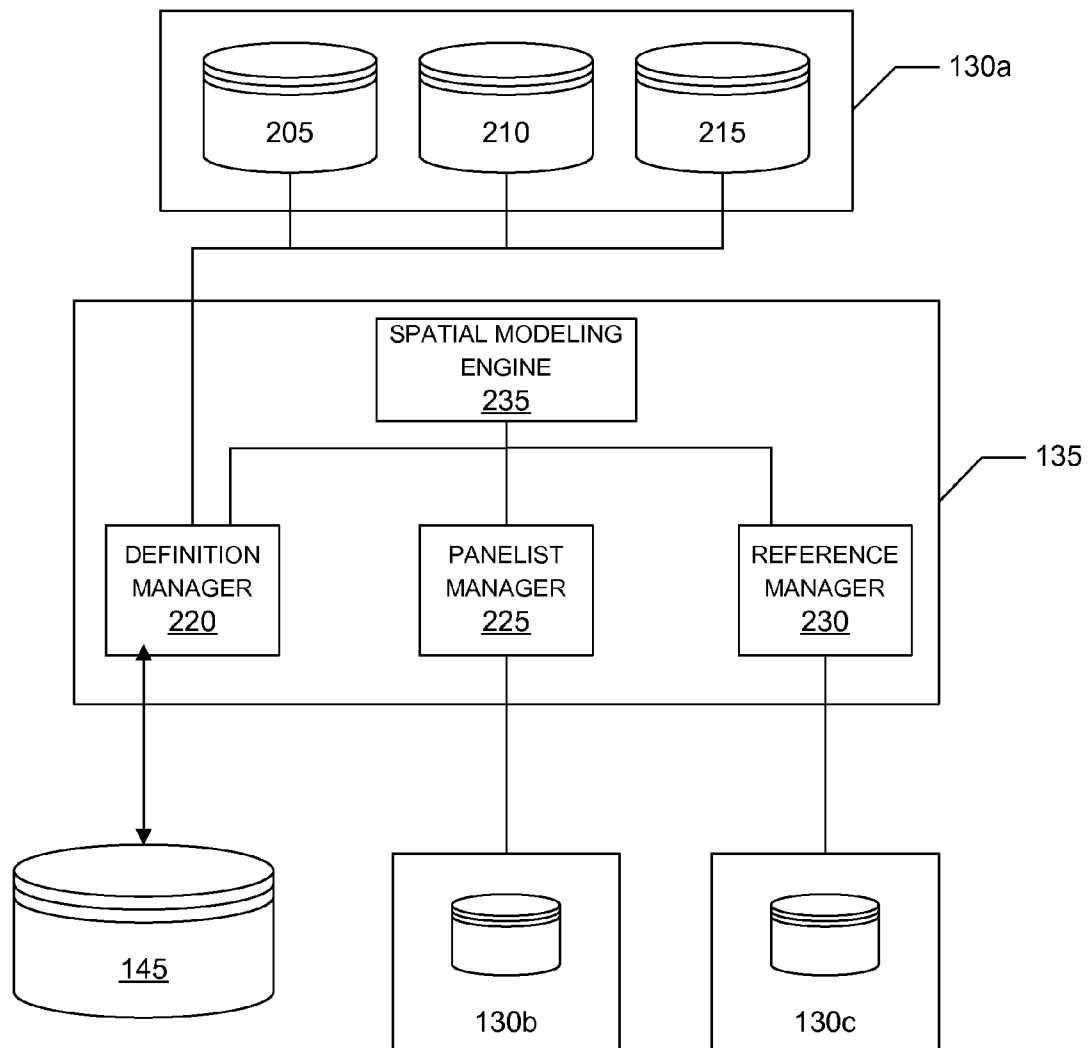 130a
205
210
215
SPATIAL MODELING
ENGINE
235
135
DEFINITION
MANAGER
220
PANELIST
MANAGER
225
REFERENCE
MANAGER
230
145
130b
130c